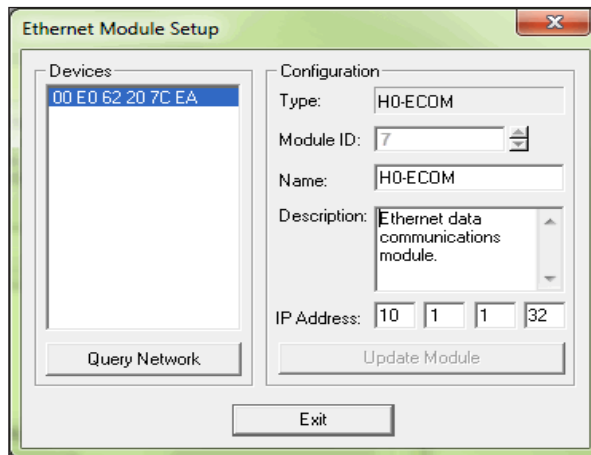 Ethernet Module Setup
Devices
00 E0 62 20 7C EA
Query Network
Configuration
Type: H0-ECOM
Module ID: 7
Name: H0-ECOM
Description: Ethernet data
communications
module.
IP Address: 10 1 1 32
Update Module
Exit